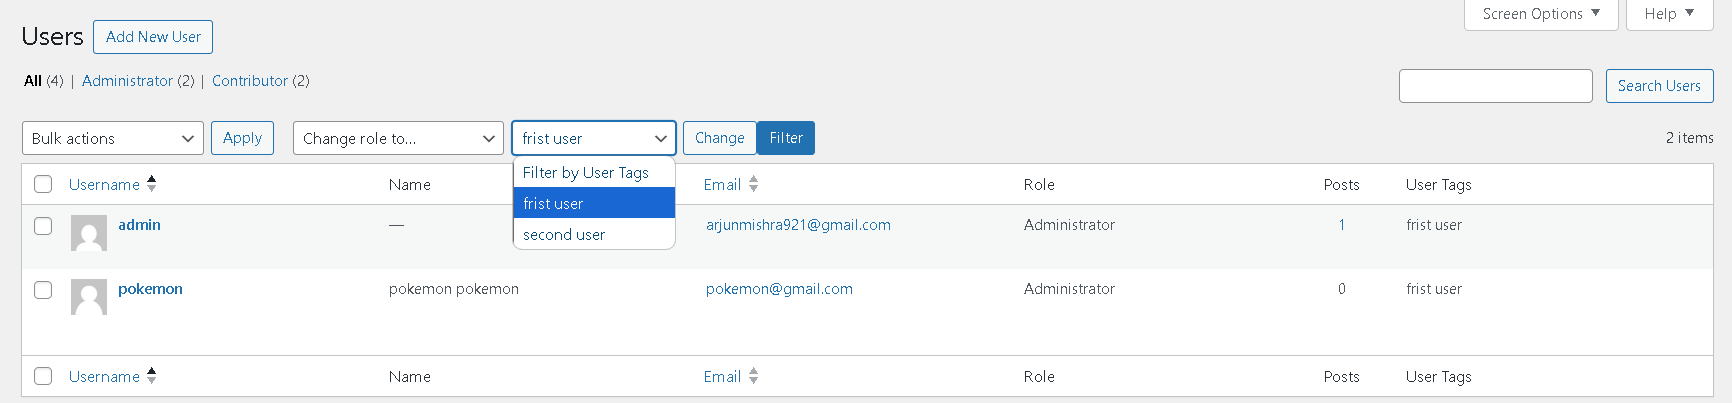 Screen Options ▼ Help ▼
Users Add New User
All (4) | Administrator (2) | Contributor (2)
Search Users
Bulk actions Apply Change role to... frist user Change Filter 2 items
Filter by User Tags
frist user
second user
Username Name Email Role Posts User Tags
admin — arjunmishra921@gmail.com Administrator 1 frist user
pokemon pokemon pokemon pokemon@gmail.com Administrator 0 frist user
Username Name Email Role Posts User Tags